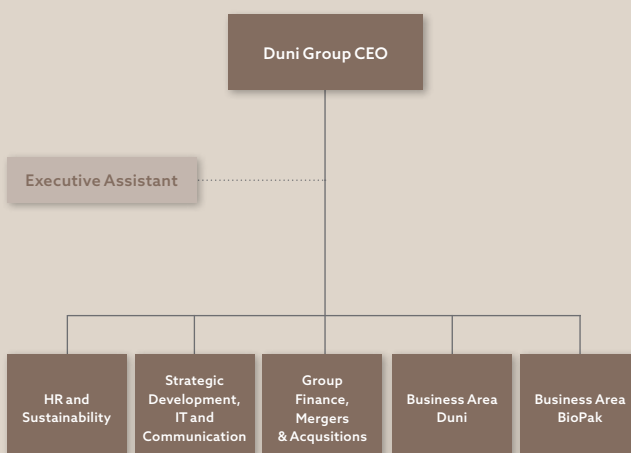 Duni Group CEO
Executive Assistant
HR and
Sustainability
Strategic
Development,
IT and
Communication
Group
Finance,
Mergers
& Acqusitions
Business Area
Duni
Business Area
BioPak